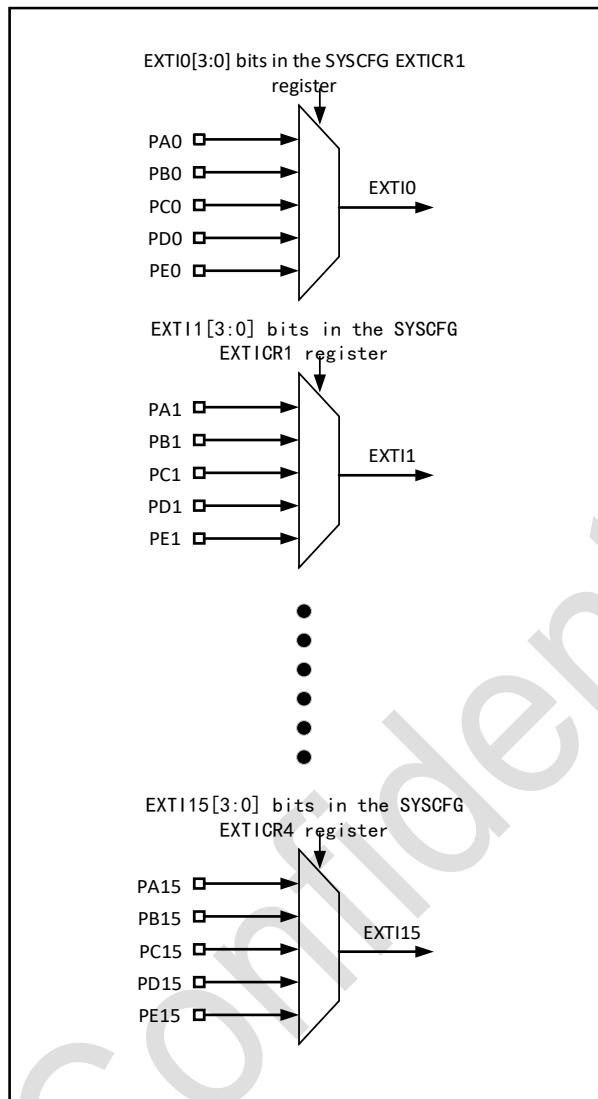 EXTI0[3:0] bits in the SYSCFG EXTICR1
register
PA0
PB0
PC0
PD0
PE0
EXTI0
EXTI1[3:0] bits in the SYSCFG
EXTICR1 register
PA1
PB1
PC1
PD1
PE1
EXTI1
EXTI15[3:0] bits in the SYSCFG
EXTICR4 register
PA15
PB15
PC15
PD15
PE15
EXTI15
Confident